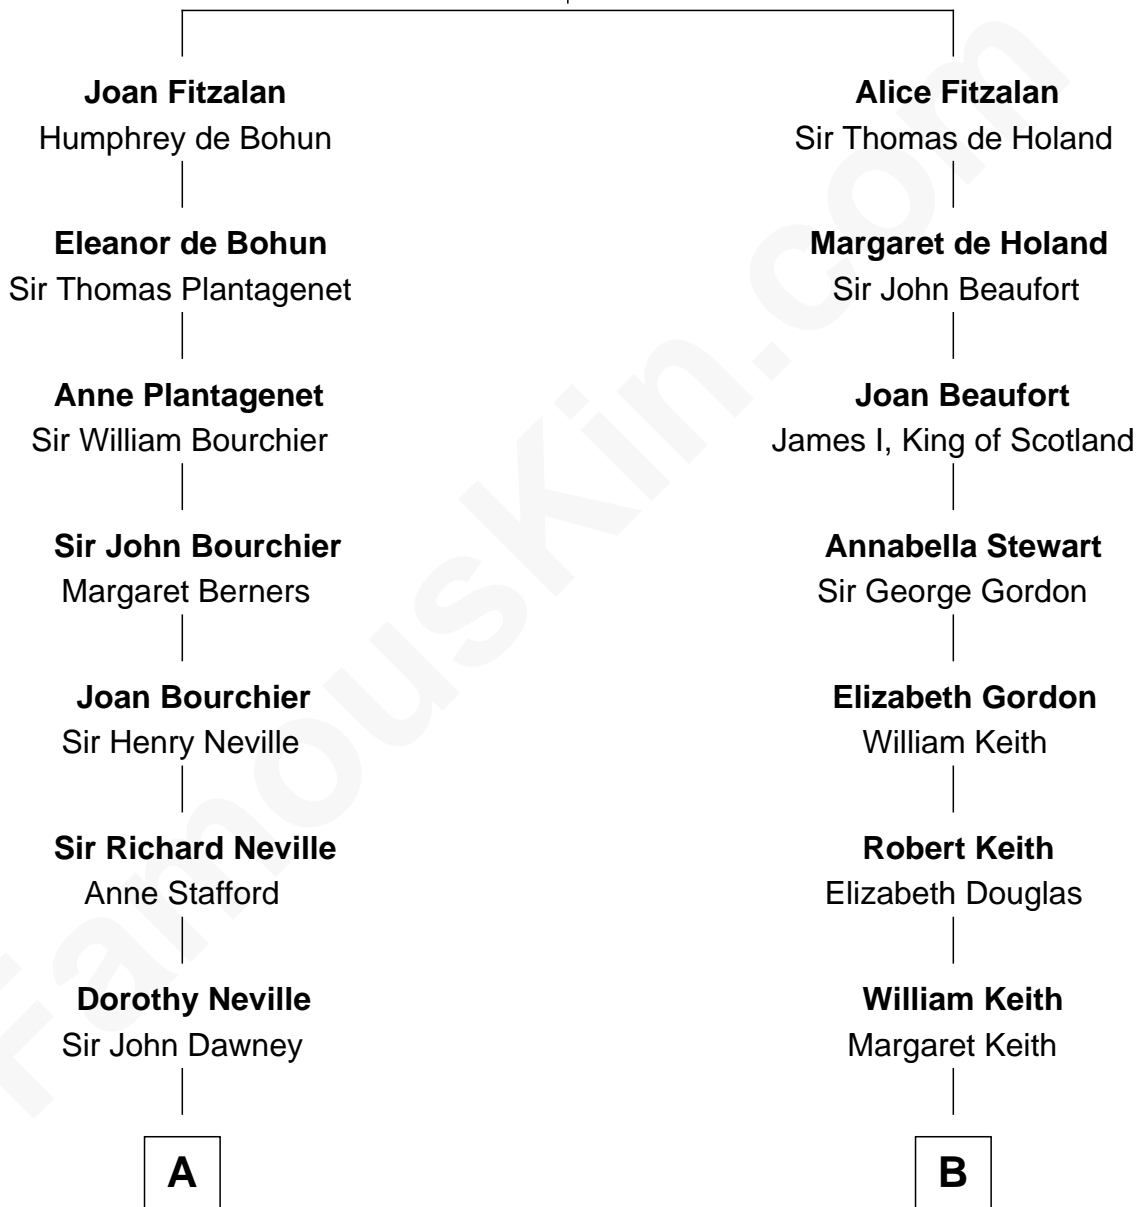 Joan Fitzalan
Humphrey de Bohun
Eleanor de Bohun
Sir Thomas Plantagenet
Anne Plantagenet
Sir William Bourchier
Sir John Bourchier
Margaret Berners
Joan Bourchier
Sir Henry Neville
Sir Richard Neville
Anne Stafford
Dorothy Neville
Sir John Dawney
A
Alice Fitzalan
Sir Thomas de Holand
Margaret de Holand
Sir John Beaufort
Joan Beaufort
James I, King of Scotland
Annabella Stewart
Sir George Gordon
Elizabeth Gordon
William Keith
Robert Keith
Elizabeth Douglas
William Keith
Margaret Keith
B
FamousKin.com